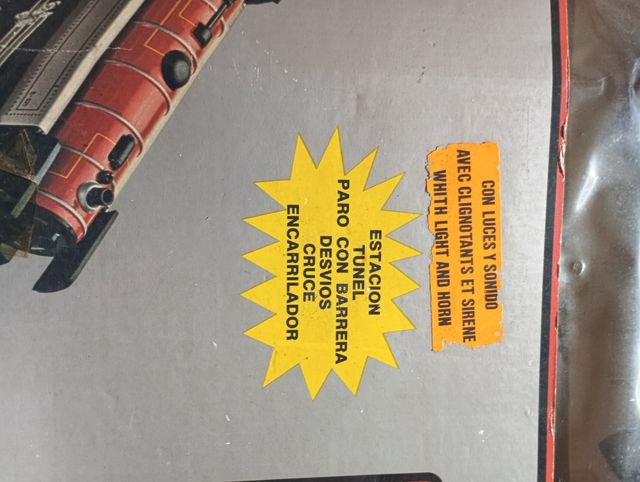 CON LUCES Y SONIDO
AVEC CLIGNOTANTS ET SIRENE
WHITH LIGHT AND HORN
ESTACION
TUNEL
PARO CON BARRERA
DESVIOS
CRUCE
ENCARRILADOR